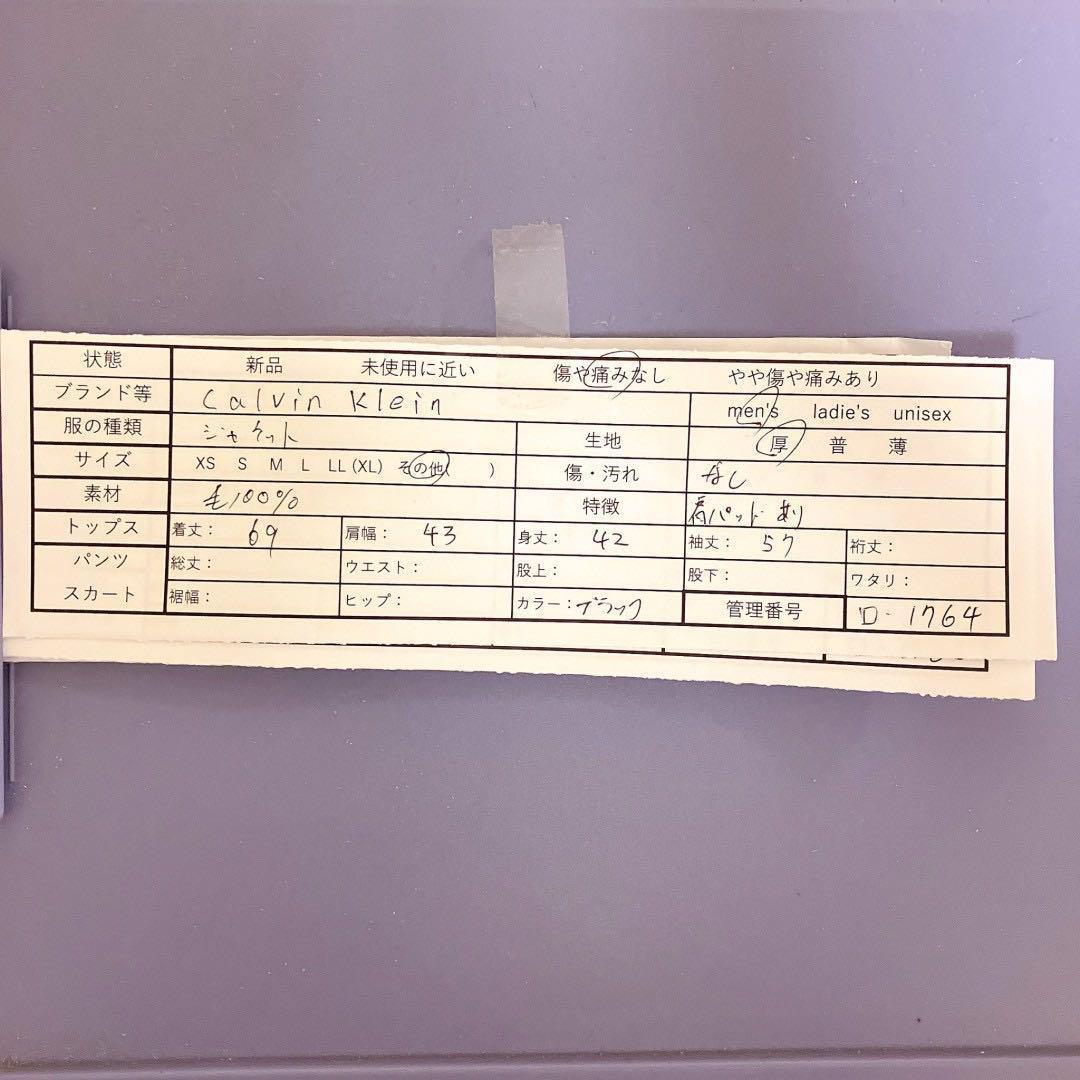 状態 新品 未使用に近い 傷や痛みなし やや傷や痛みあり
ブランド等 Calvin Klein men's ladie's unisex
服の種類 ジャケット 生地 厚 普 薄
サイズ XS S M L LL(XL) その他( ) 傷・汚れ なし
素材 毛100% 特徴 肩パッドあり
トップス 着丈: 69 肩幅: 43 身丈: 42 袖丈: 57 裄丈:
パンツ 総丈: ウエスト: 股上: 股下: ワタリ:
スカート 裾幅: ヒップ: カラー:ブラック 管理番号 D-1764